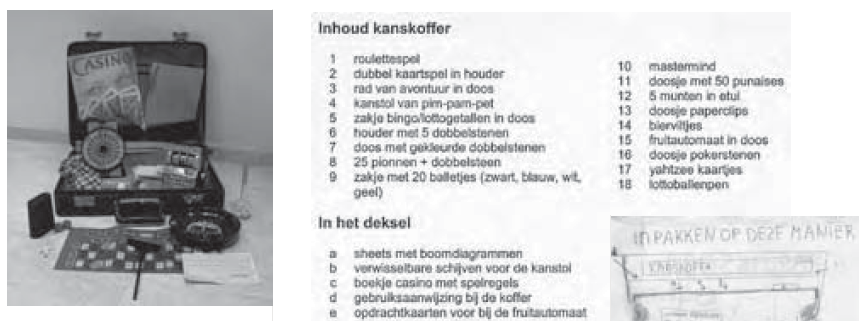 CASINO
Inhoud kanskoffer
1 roulettespel
2 dubbel kaartspel in houder
3 rad van avontuur in doos
4 kanstol van pim-pam-pet
5 zakje bingo/lottogetallen in doos
6 houder met 5 dobbelstenen
7 doos met gekleurde dobbelstenen
8 25 pionnen + dobbelsteen
9 zakje met 20 balletjes (zwart, blauw, wit,
geel)
10 mastermind
11 doosje met 50 punaises
12 5 munten in etui
13 doosje paperclips
14 bierviltjes
15 fruitautomaat in doos
16 doosje pokerstenen
17 yahtzee kaartjes
18 lottoballenpen
In het deksel
a sheets met boomdiagrammen
b verwisselbare schijven voor de kanstol
c boekje casino met spelregels
d gebruiksaanwijzing bij de koffer
e opdrachtkaarten voor bij de fruitautomaat
INPAKKEN OP DEZE MANIER
KANSKOFFER